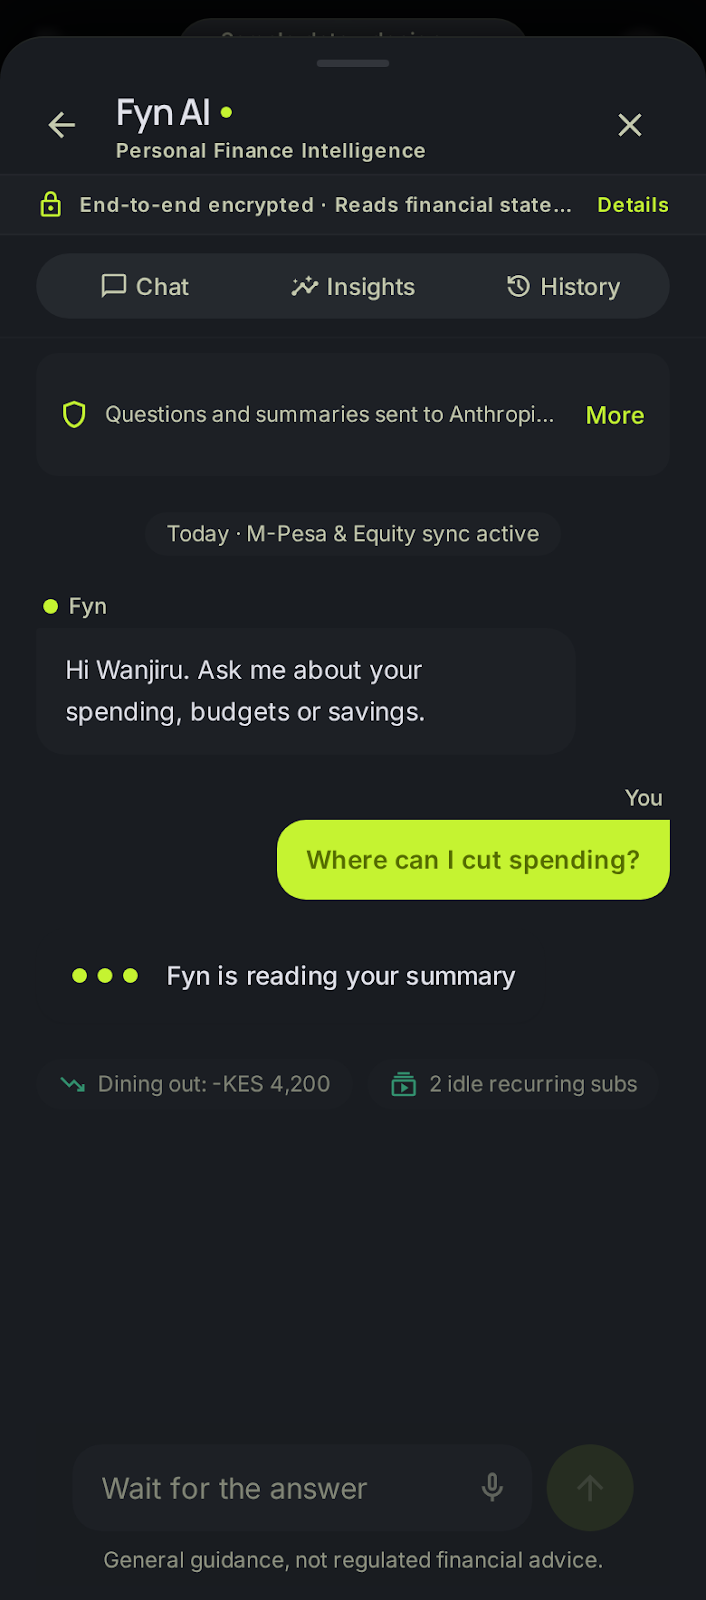 Fyn AI
Personal Finance Intelligence
End-to-end encrypted · Reads financial state... Details
Chat Insights History
Questions and summaries sent to Anthropi... More
Today · M-Pesa & Equity sync active
Fyn
Hi Wanjiru. Ask me about your
spending, budgets or savings.
You
Where can I cut spending?
Fyn is reading your summary
Dining out: -KES 4,200 2 idle recurring subs
Wait for the answer
General guidance, not regulated financial advice.